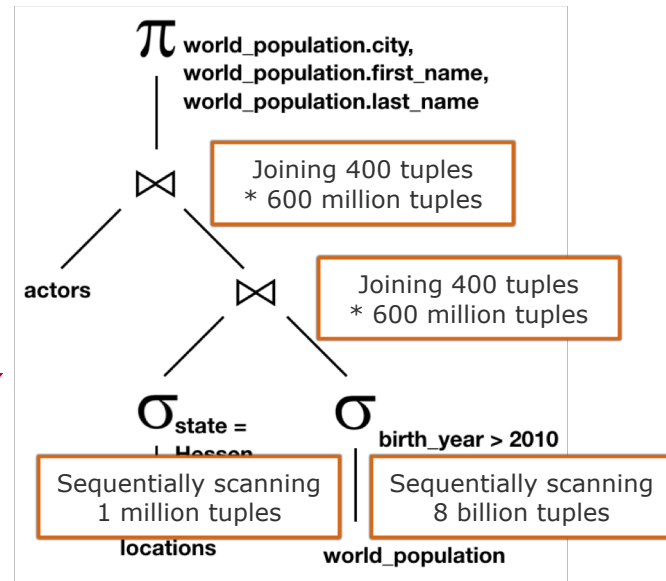 π world_population.city,
world_population.first_name,
world_population.last_name
⋈
Joining 400 tuples
* 600 million tuples
actors
⋈
Joining 400 tuples
* 600 million tuples
σ state =
Hessen
σ birth_year > 2010
Sequentially scanning
1 million tuples
Sequentially scanning
8 billion tuples
locations
world_population